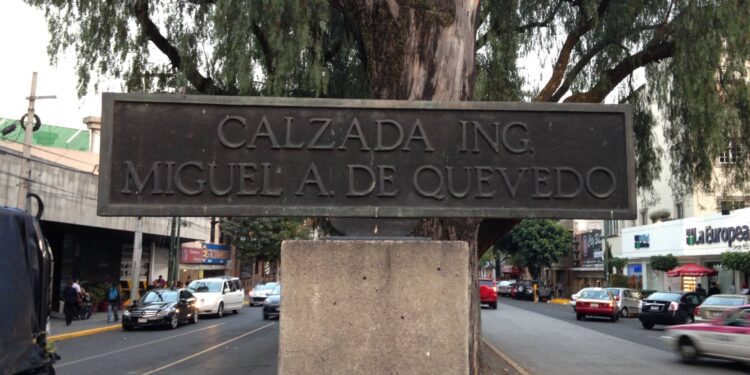 CALZADA ING.
MIGUEL A. DE QUEVEDO
La Europea